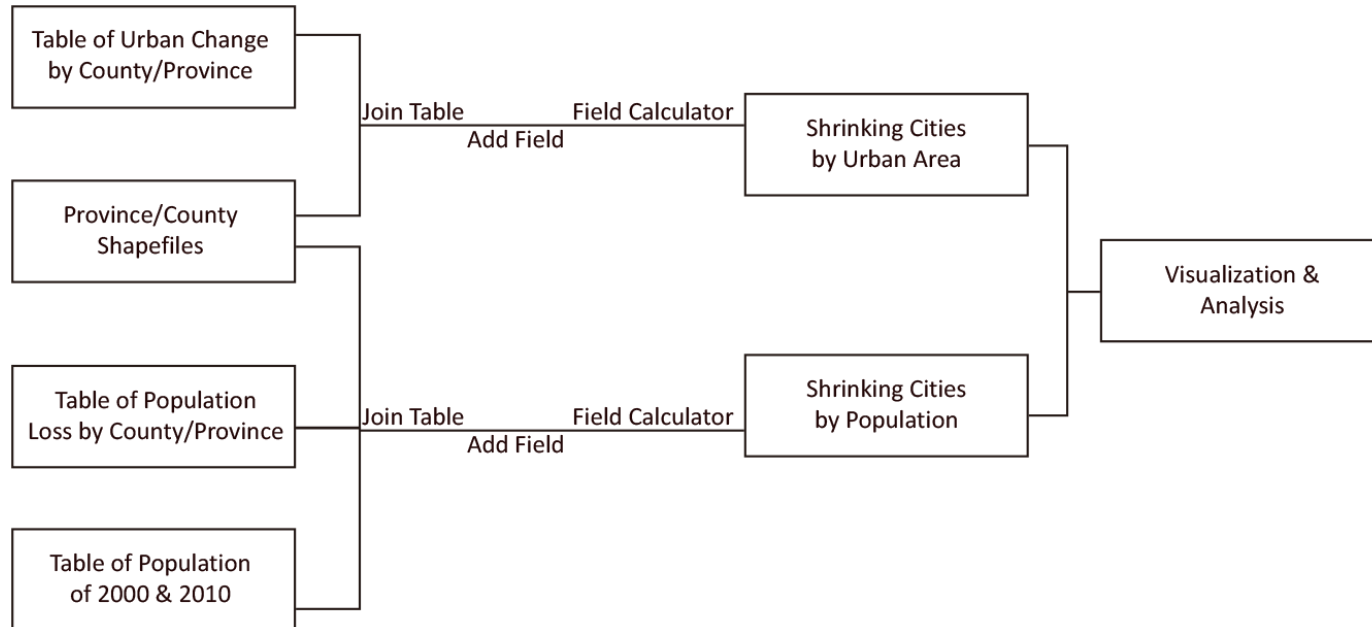 Table of Urban Change
by County/Province
Join Table
Field Calculator
Add Field
Shrinking Cities
by Urban Area
Province/County
Shapefiles
Visualization &
Analysis
Table of Population
Loss by County/Province
Join Table
Field Calculator
Add Field
Shrinking Cities
by Population
Table of Population
of 2000 & 2010